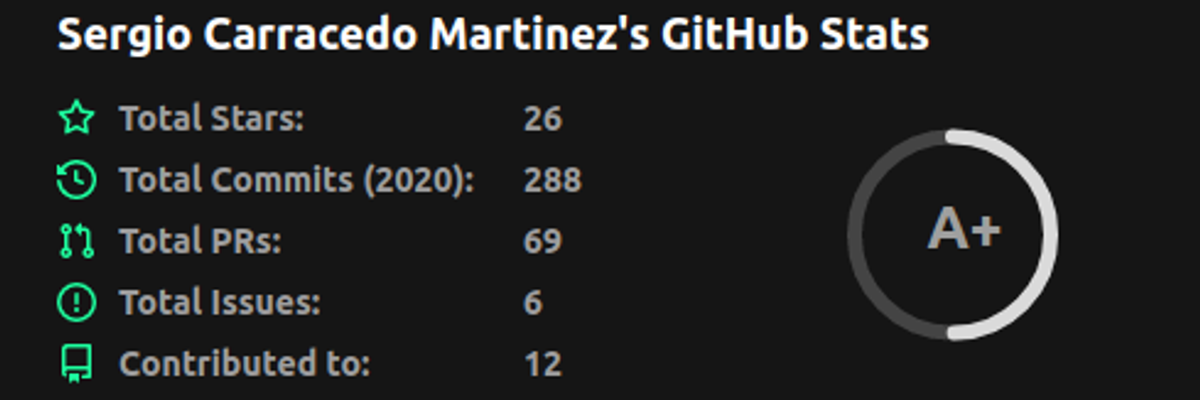 Sergio Carracedo Martinez's GitHub Stats
Total Stars: 26
Total Commits (2020): 288
Total PRs: 69
Total Issues: 6
Contributed to: 12
A+